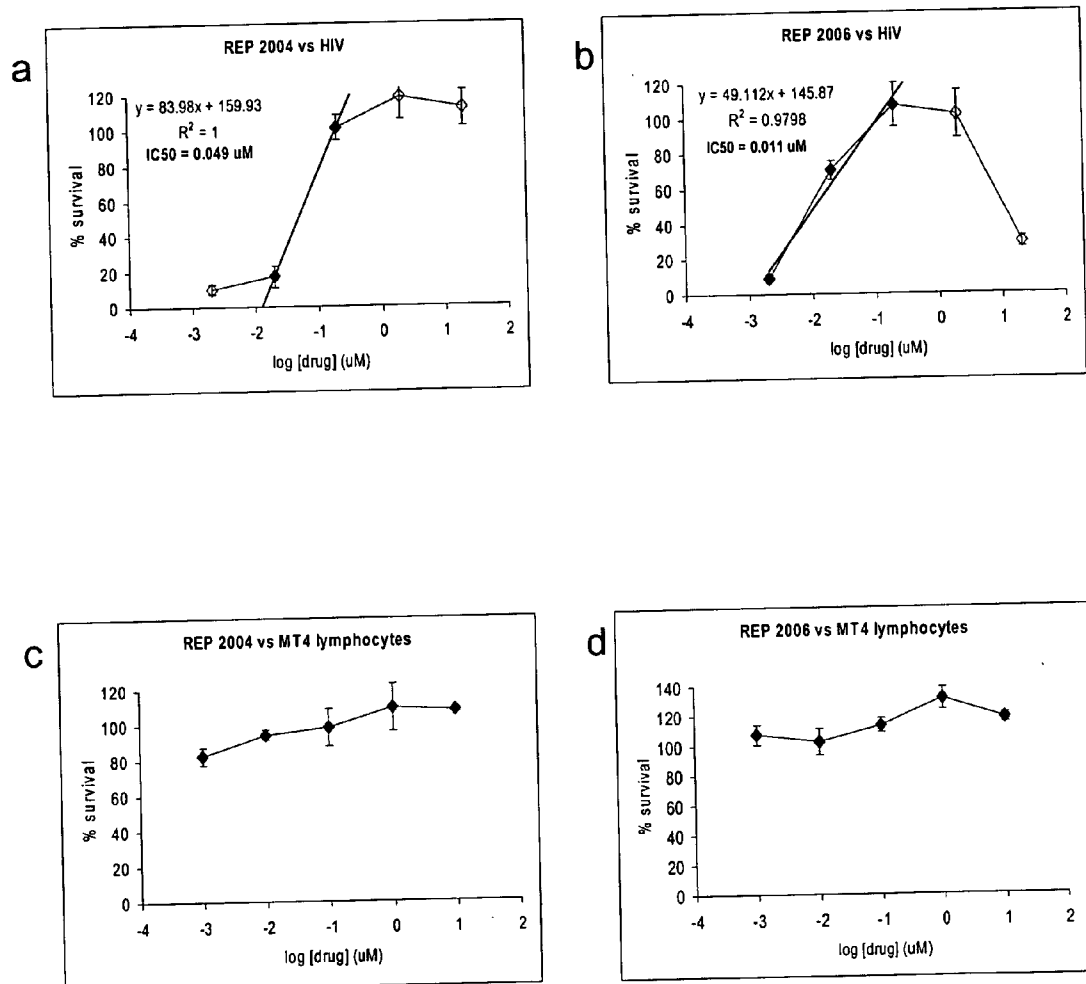 a
REP 2004 vs HIV
y = 83.98x + 159.93
R² = 1
IC50 = 0.049 uM
% survival
120
100
80
60
40
20
0
-4 -3 -2 -1 0 1 2
log [drug] (uM)
b
REP 2006 vs HIV
y = 49.112x + 145.87
R² = 0.9798
IC50 = 0.011 uM
% survival
120
100
80
60
40
20
0
-4 -3 -2 -1 0 1 2
log [drug] (uM)
c
REP 2004 vs MT4 lymphocytes
% survival
120
100
80
60
40
20
0
-4 -3 -2 -1 0 1 2
log [drug] (uM)
d
REP 2006 vs MT4 lymphocytes
% survival
140
120
100
80
60
40
20
0
-4 -3 -2 -1 0 1 2
log [drug] (uM)